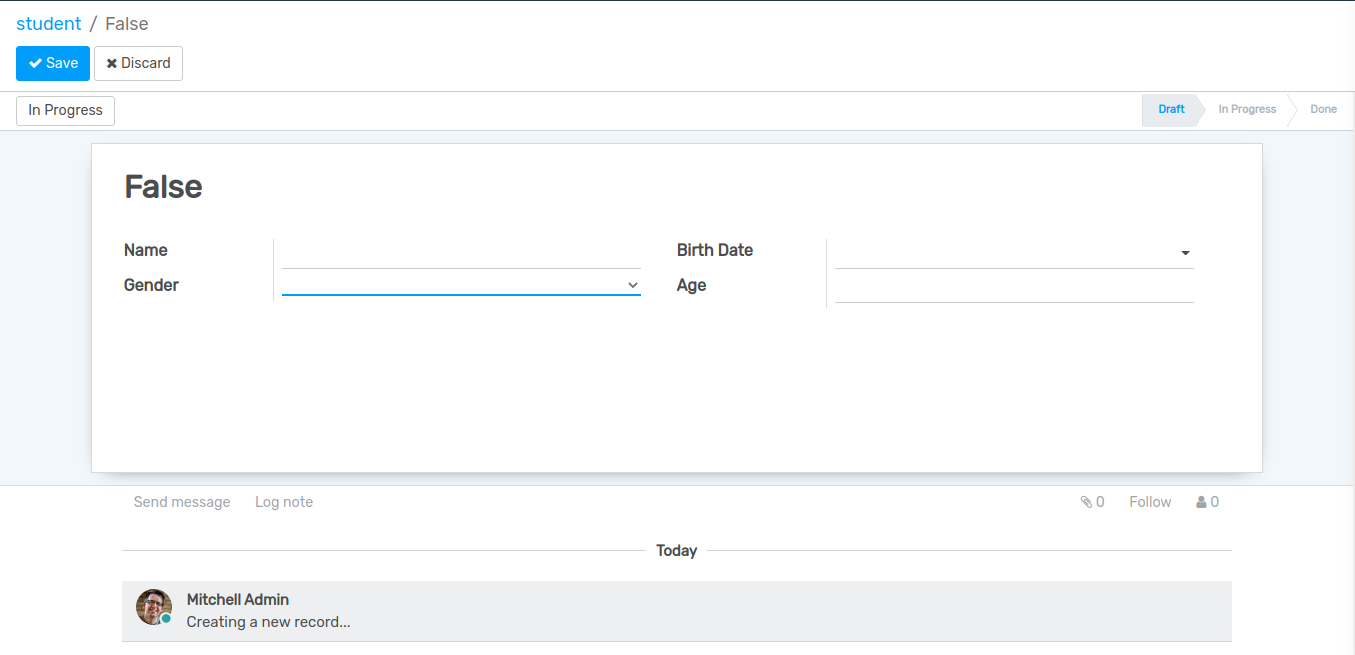 student / False
Save Discard
In Progress
Draft In Progress Done
False
Name
Birth Date
Gender
Age
Send message Log note
0 Follow 0
Today
Mitchell Admin
Creating a new record...